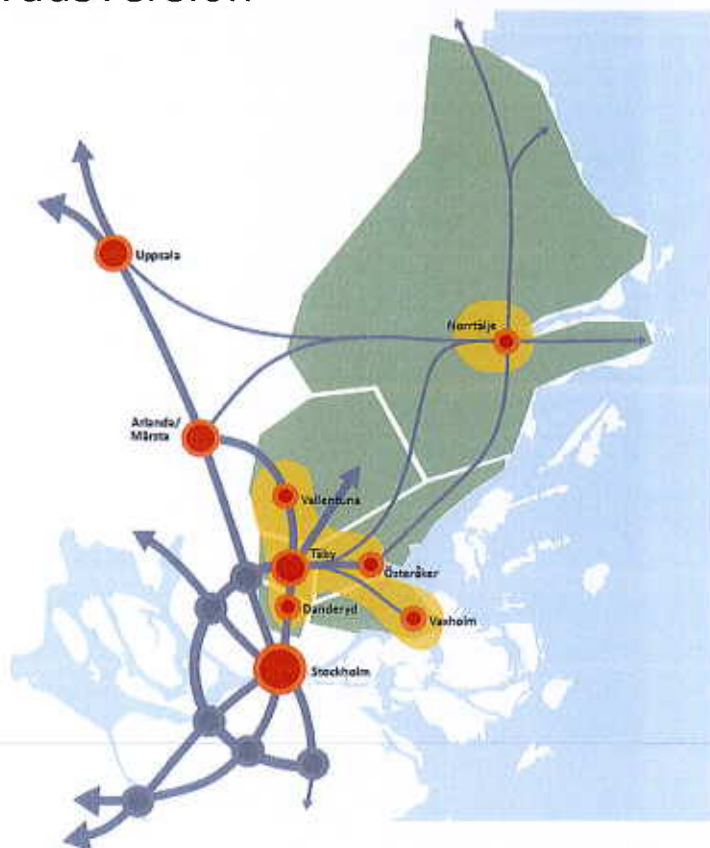 Uppsala
Norrtälje
Arlanda/
Märsta
Vallentuna
Täby
Österåker
Danderyd
Vaxholm
Stockholm